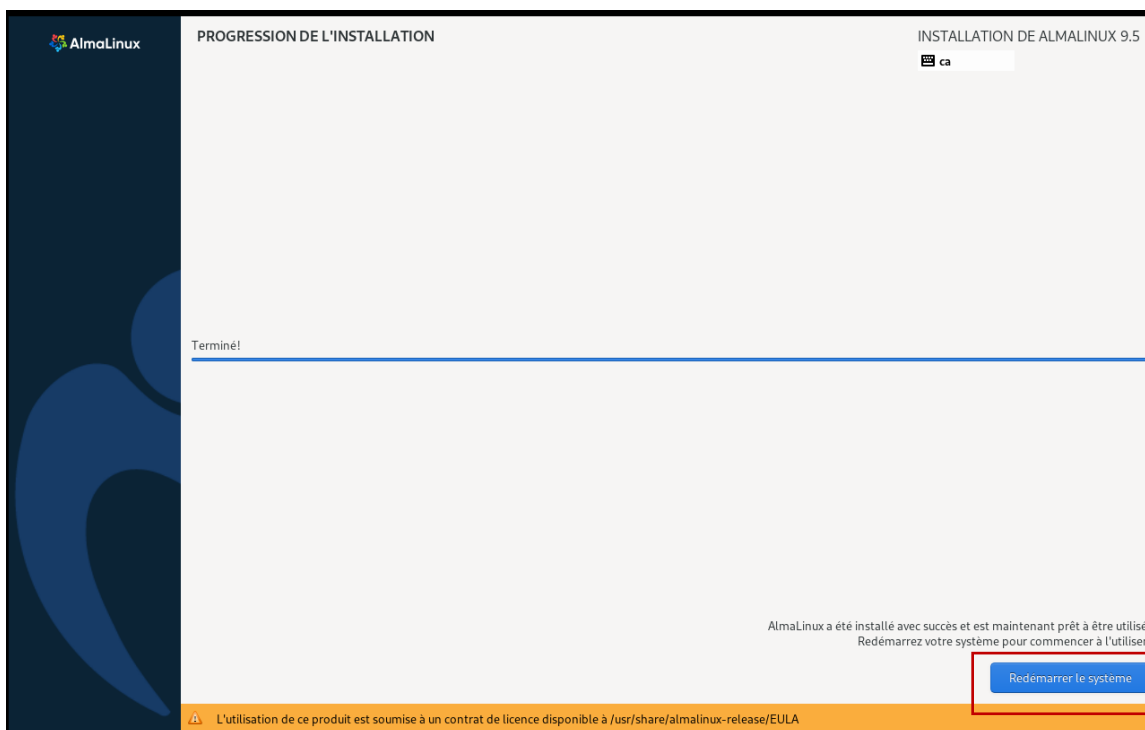 AlmaLinux
PROGRESSION DE L'INSTALLATION
INSTALLATION DE ALMALINUX 9.5
ca
Terminé!
AlmaLinux a été installé avec succès et est maintenant prêt à être utilisé
Redémarrez votre système pour commencer à l'utiliser
Redémarrer le système
L'utilisation de ce produit est soumise à un contrat de licence disponible à /usr/share/almalinux-release/EULA